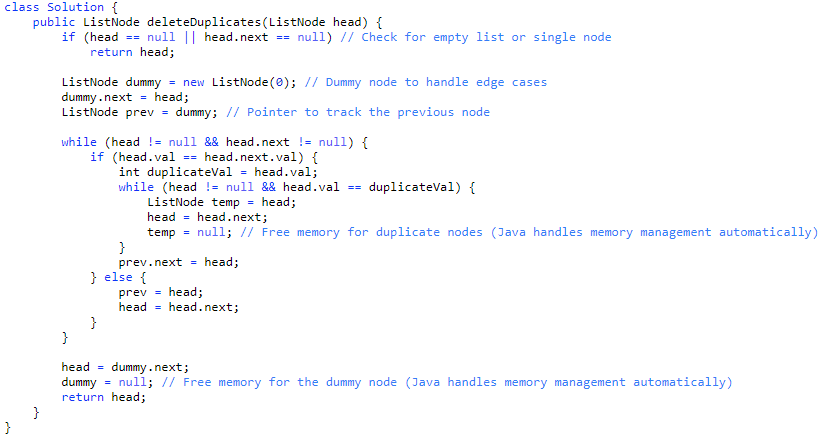 class Solution {
    public ListNode deleteDuplicates(ListNode head) {
        if (head == null || head.next == null) // Check for empty list or single node
            return head;

        ListNode dummy = new ListNode(0); // Dummy node to handle edge cases
        dummy.next = head;
        ListNode prev = dummy; // Pointer to track the previous node

        while (head != null && head.next != null) {
            if (head.val == head.next.val) {
                int duplicateVal = head.val;
                while (head != null && head.val == duplicateVal) {
                    ListNode temp = head;
                    head = head.next;
                    temp = null; // Free memory for duplicate nodes (Java handles memory management automatically)
                }
                prev.next = head;
            } else {
                prev = head;
                head = head.next;
            }
        }

        head = dummy.next;
        dummy = null; // Free memory for the dummy node (Java handles memory management automatically)
        return head;
    }
}